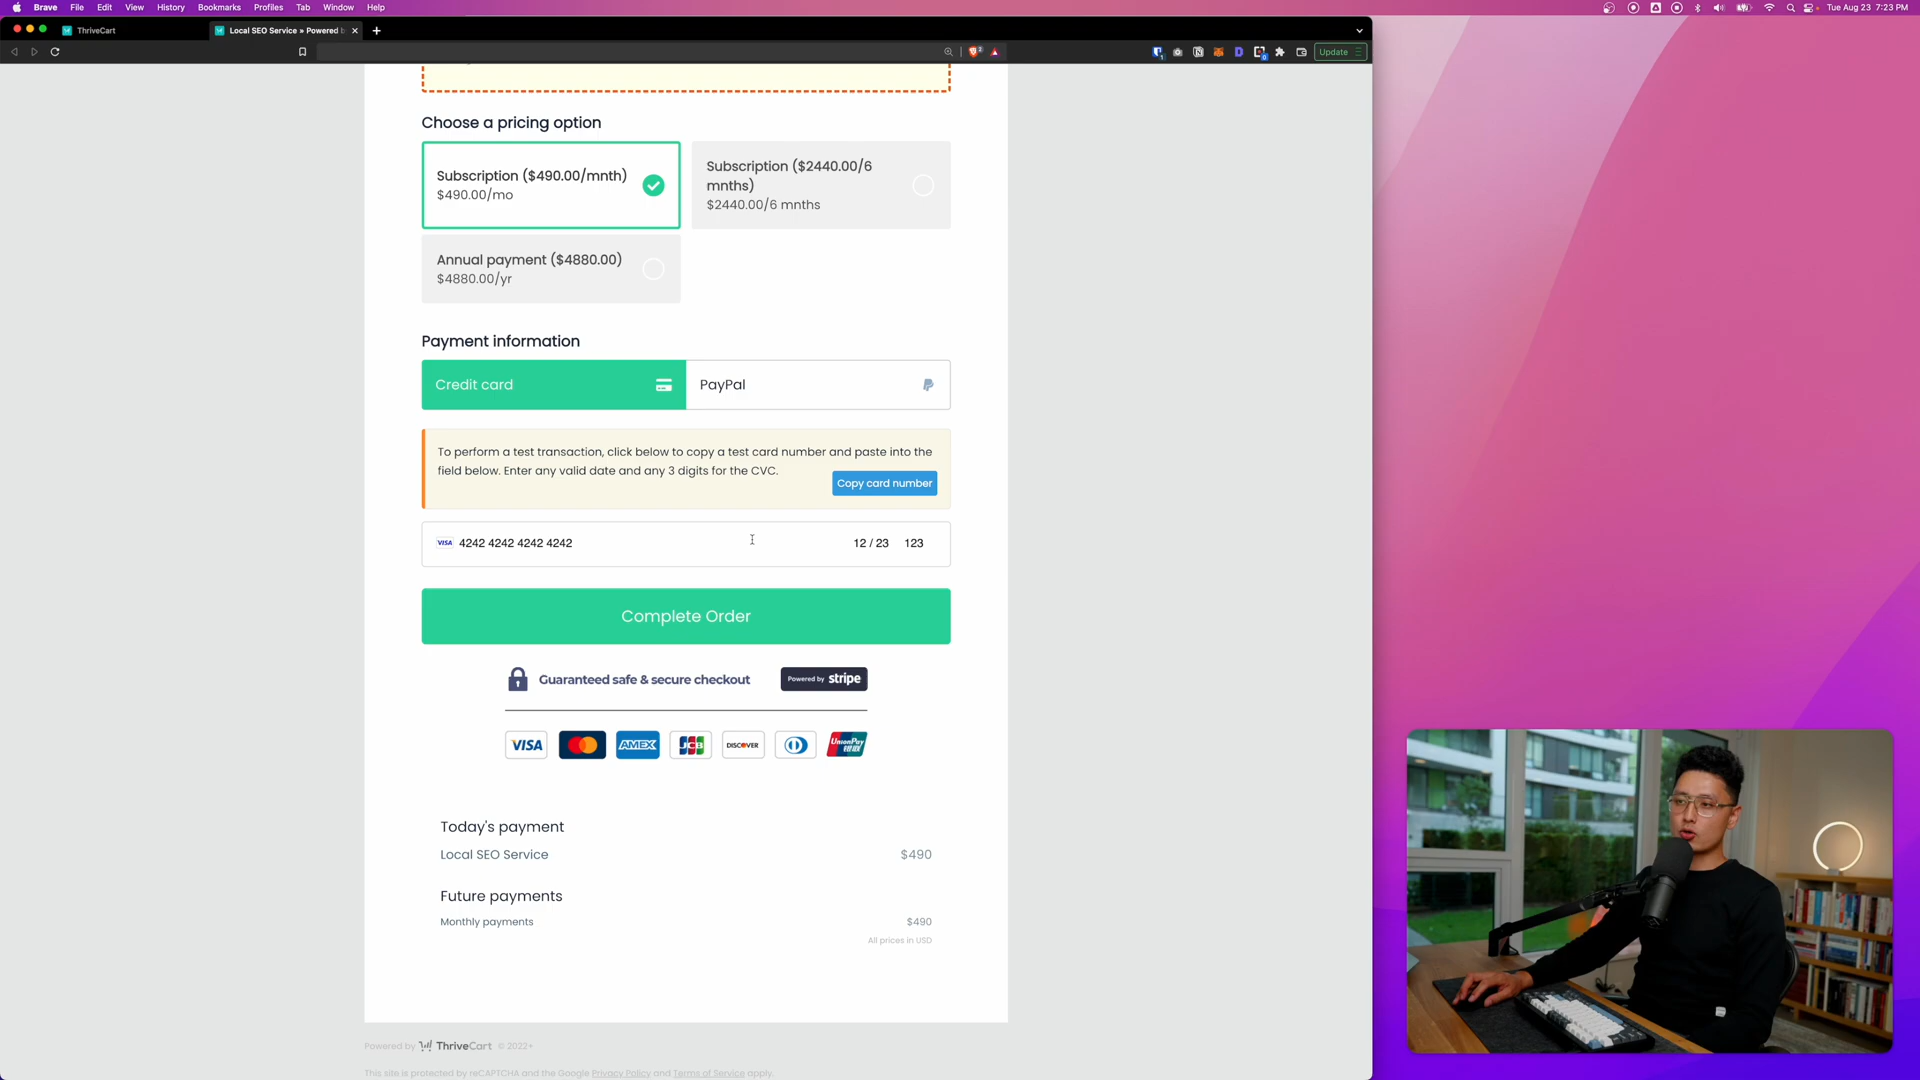 Brave File Edit View History Bookmarks Profiles Tab Window Help
Tue Aug 23 7:23 PM
ThriveCart
Local SEO Service » Powered b
Update
Choose a pricing option
Subscription ($490.00/mnth)
$490.00/mo
Subscription ($2440.00/6
mnths)
$2440.00/6 mnths
Annual payment ($4880.00)
$4880.00/yr
Payment information
Credit card
PayPal
To perform a test transaction, click below to copy a test card number and paste into the
field below. Enter any valid date and any 3 digits for the CVC.
Copy card number
VISA 4242 4242 4242 4242 12 / 23 123
Complete Order
Guaranteed safe & secure checkout
Powered by stripe
VISA AMEX JCB DISCOVER UnionPay 银联
Today's payment
Local SEO Service $490
Future payments
Monthly payments $490
All prices in USD
Powered by ThriveCart © 2022+
This site is protected by reCAPTCHA and the Google Privacy Policy and Terms of Service apply.